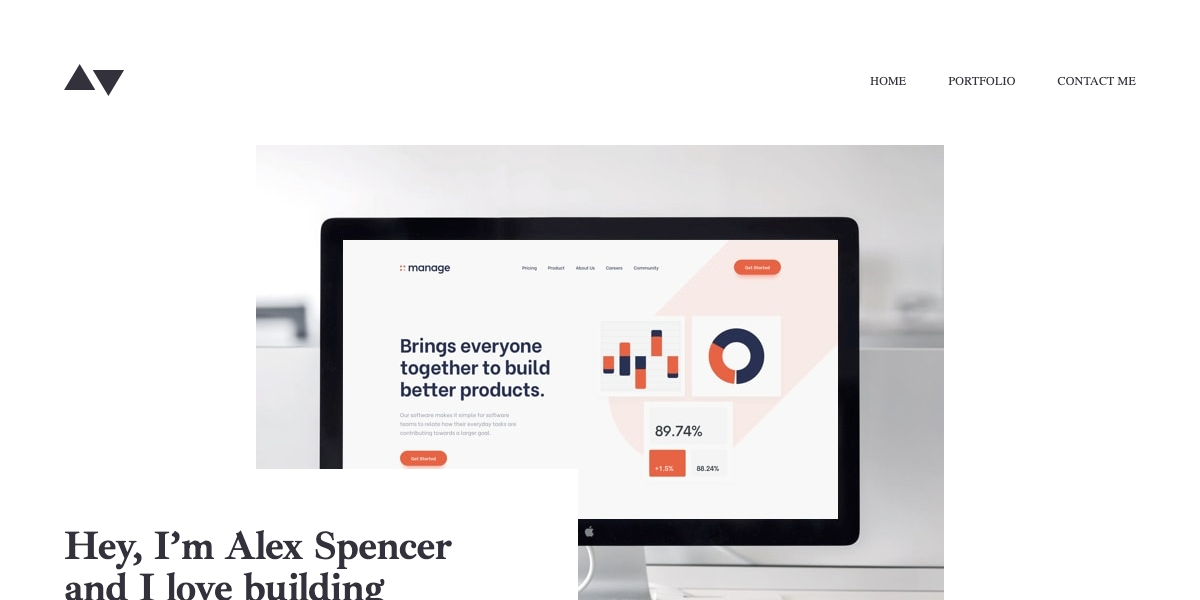 HOME PORTFOLIO CONTACT ME
manage Pricing Product About Us Careers Community Get Started
Brings everyone
together to build
better products.
Our software makes it simple for software
teams to relate how their everyday tasks are
contributing towards a larger goal.
Get Started
89.74%
+1.5% 88.24%
Hey, I’m Alex Spencer
and I love building